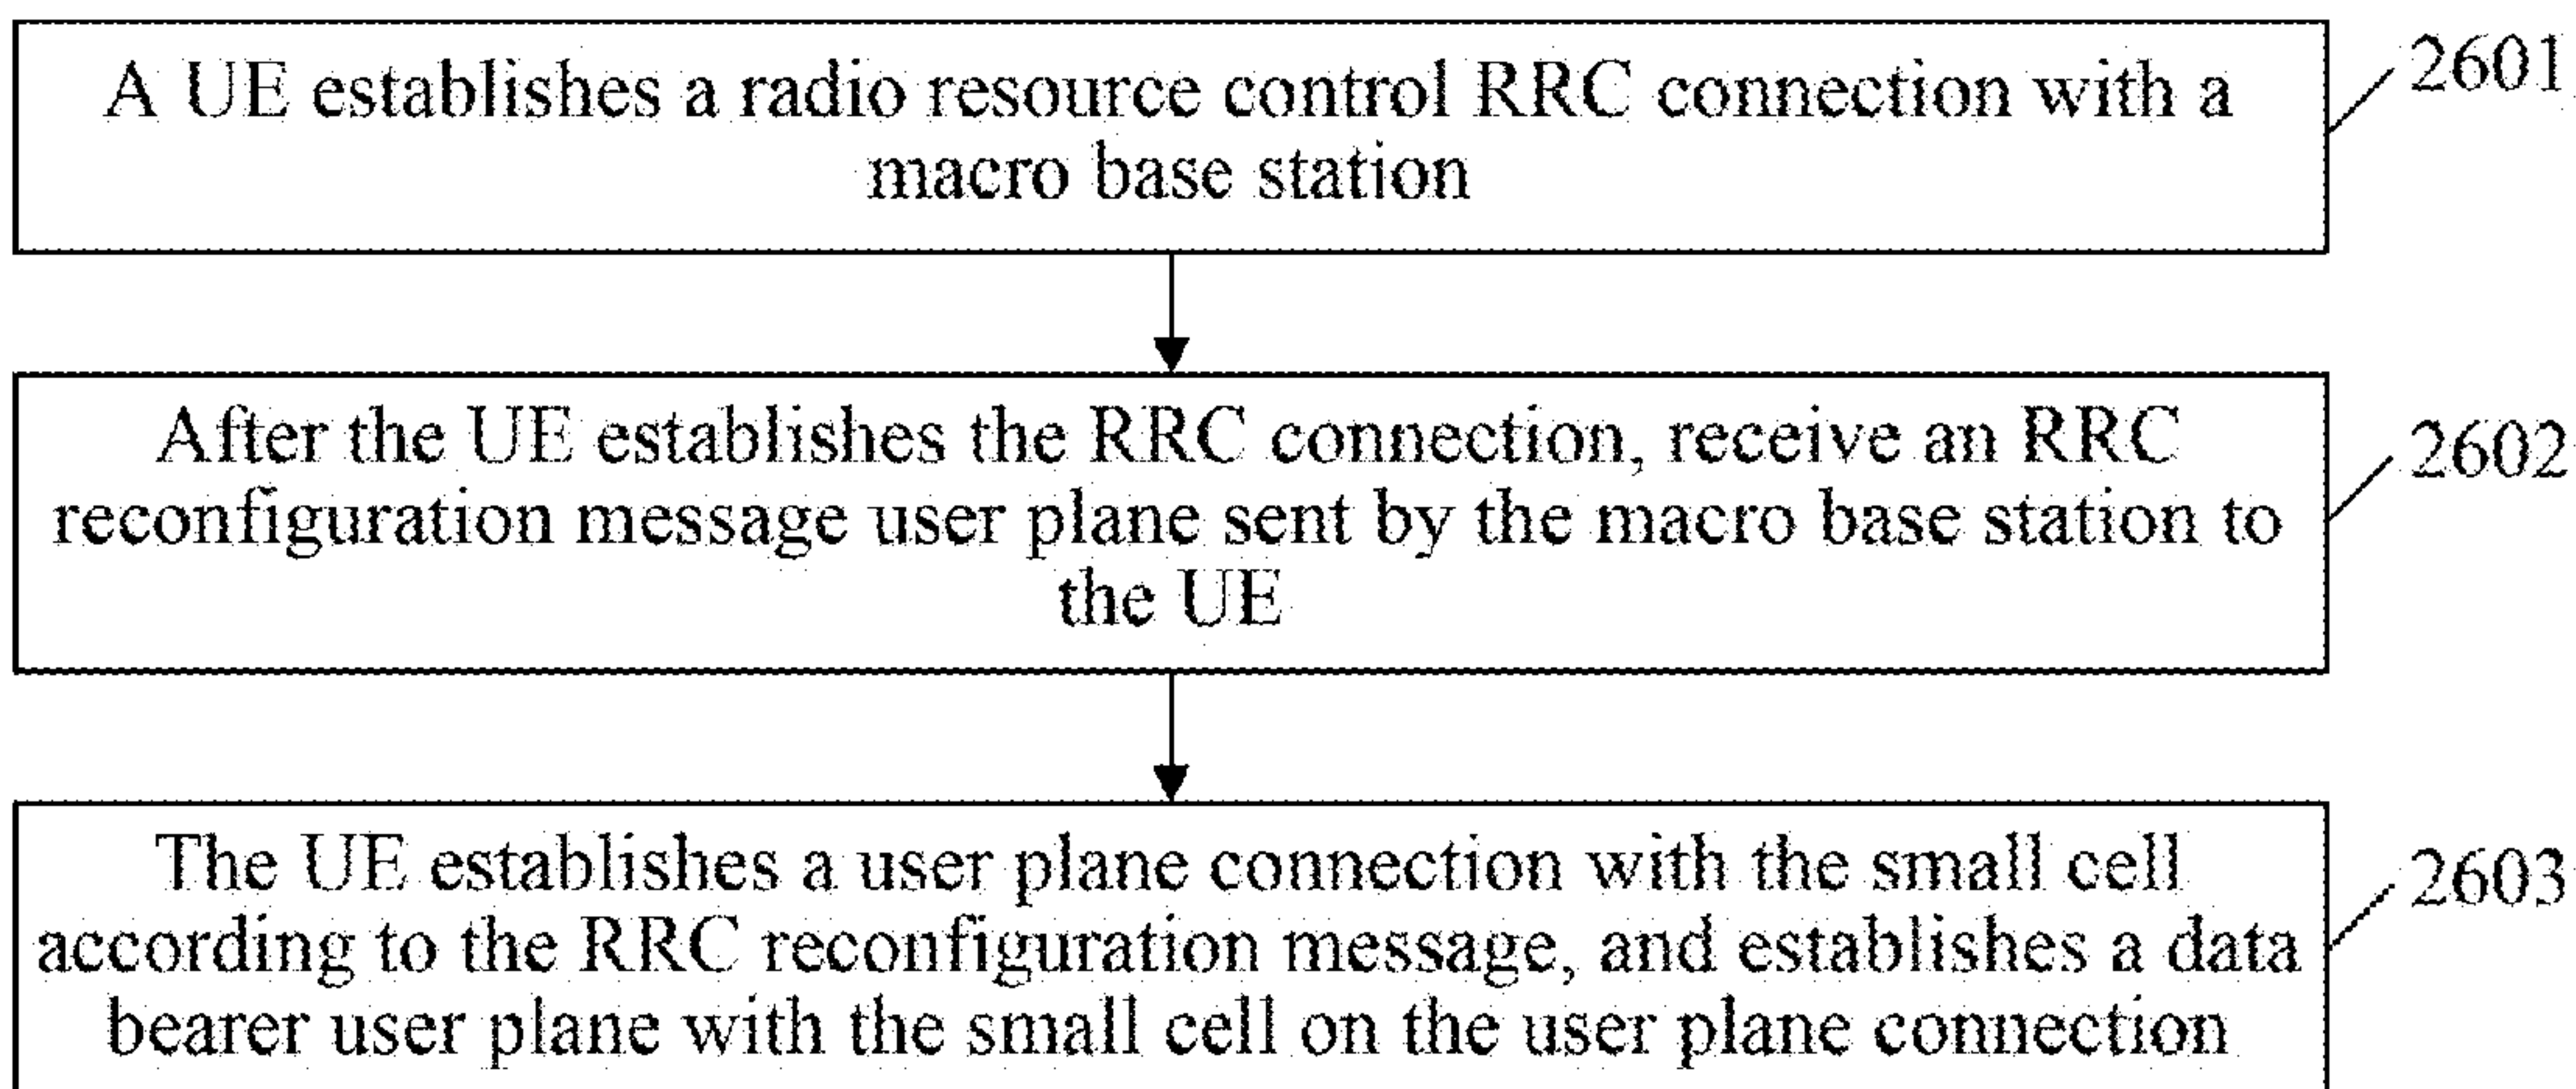 A UE establishes a radio resource control RRC connection with a
macro base station
2601
After the UE establishes the RRC connection, receive an RRC
reconfiguration message user plane sent by the macro base station to
the UE
2602
The UE establishes a user plane connection with the small cell
according to the RRC reconfiguration message, and establishes a data
bearer user plane with the small cell on the user plane connection
2603